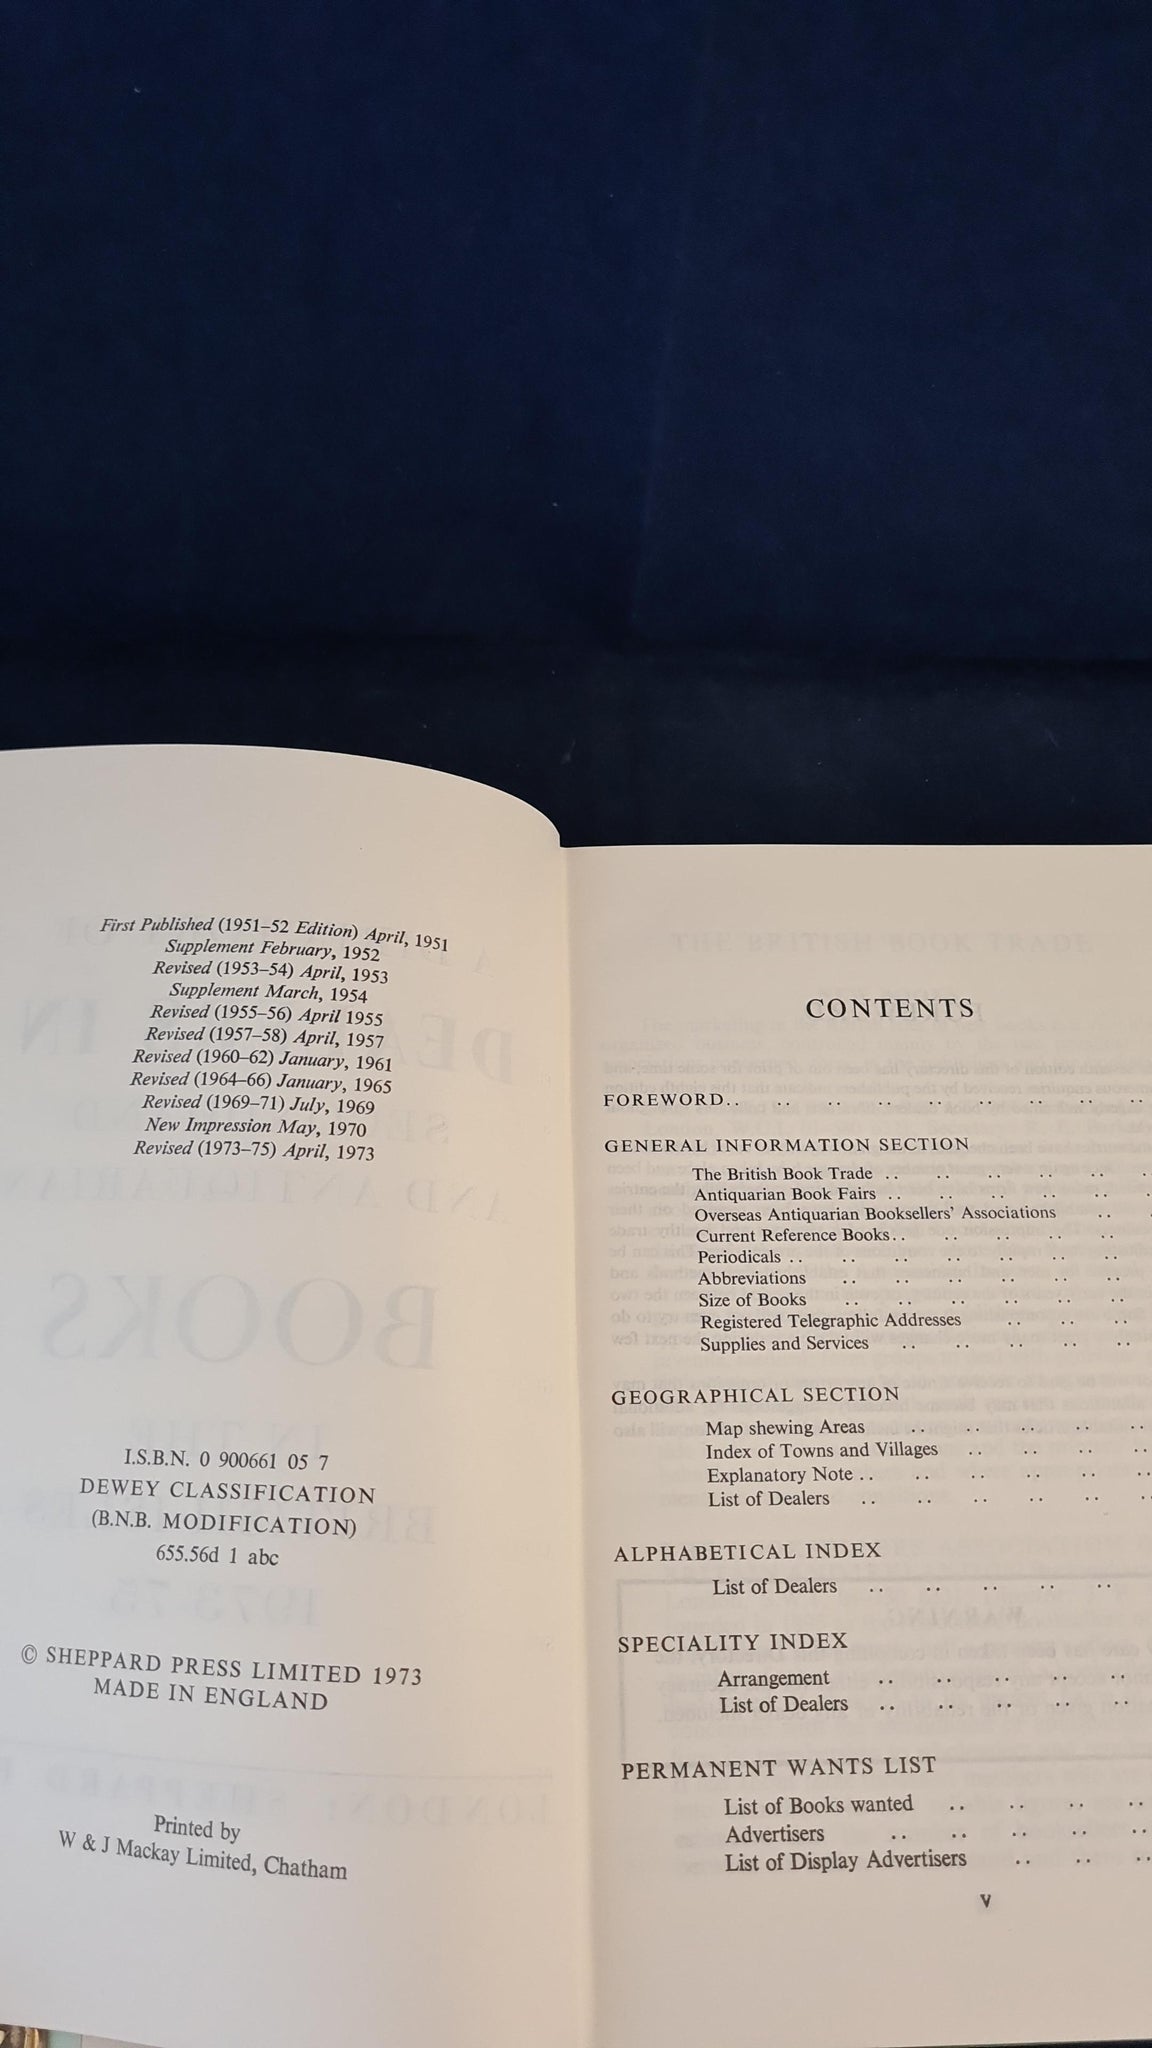 First Published (1951–52 Edition) April, 1951
Supplement February, 1952
Revised (1953–54) April, 1953
Supplement March, 1954
Revised (1955–56) April 1955
Revised (1957–58) April, 1957
Revised (1960–62) January, 1961
Revised (1964–66) January, 1965
Revised (1969–71) July, 1969
New Impression May, 1970
Revised (1973–75) April, 1973
I.S.B.N. 0 900661 05 7
DEWEY CLASSIFICATION
(B.N.B. MODIFICATION)
655.56d 1 abc
© SHEPPARD PRESS LIMITED 1973
MADE IN ENGLAND
Printed by
W & J Mackay Limited, Chatham
CONTENTS
FOREWORD.. .. .. .. .. .. .. .. ..
GENERAL INFORMATION SECTION
The British Book Trade .. .. .. .. .. ..
Antiquarian Book Fairs .. .. .. .. .. ..
Overseas Antiquarian Booksellers' Associations .. ..
Current Reference Books.. .. .. .. ..
Periodicals .. .. .. .. .. .. ..
Abbreviations .. .. .. .. .. ..
Size of Books .. .. .. .. .. ..
Registered Telegraphic Addresses .. .. ..
Supplies and Services .. .. .. .. ..
GEOGRAPHICAL SECTION
Map shewing Areas .. .. .. .. ..
Index of Towns and Villages .. .. .. ..
Explanatory Note .. .. .. .. .. ..
List of Dealers .. .. .. .. .. ..
ALPHABETICAL INDEX
List of Dealers .. .. .. .. ..
SPECIALITY INDEX
Arrangement .. .. .. .. ..
List of Dealers .. .. .. .. ..
PERMANENT WANTS LIST
List of Books wanted .. .. .. ..
Advertisers .. .. .. .. ..
List of Display Advertisers .. .. ..
v